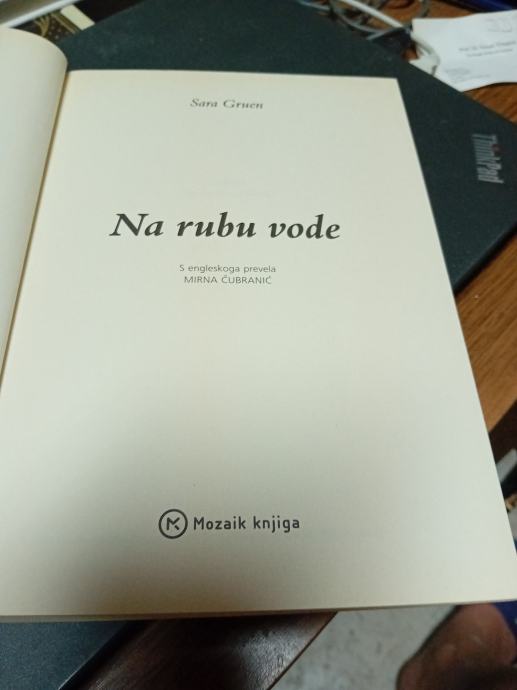 Sara Gruen
Na rubu vode
S engleskoga prevela
MIRNA ČUBRANIĆ
Mozaik knjiga
ThinkPad